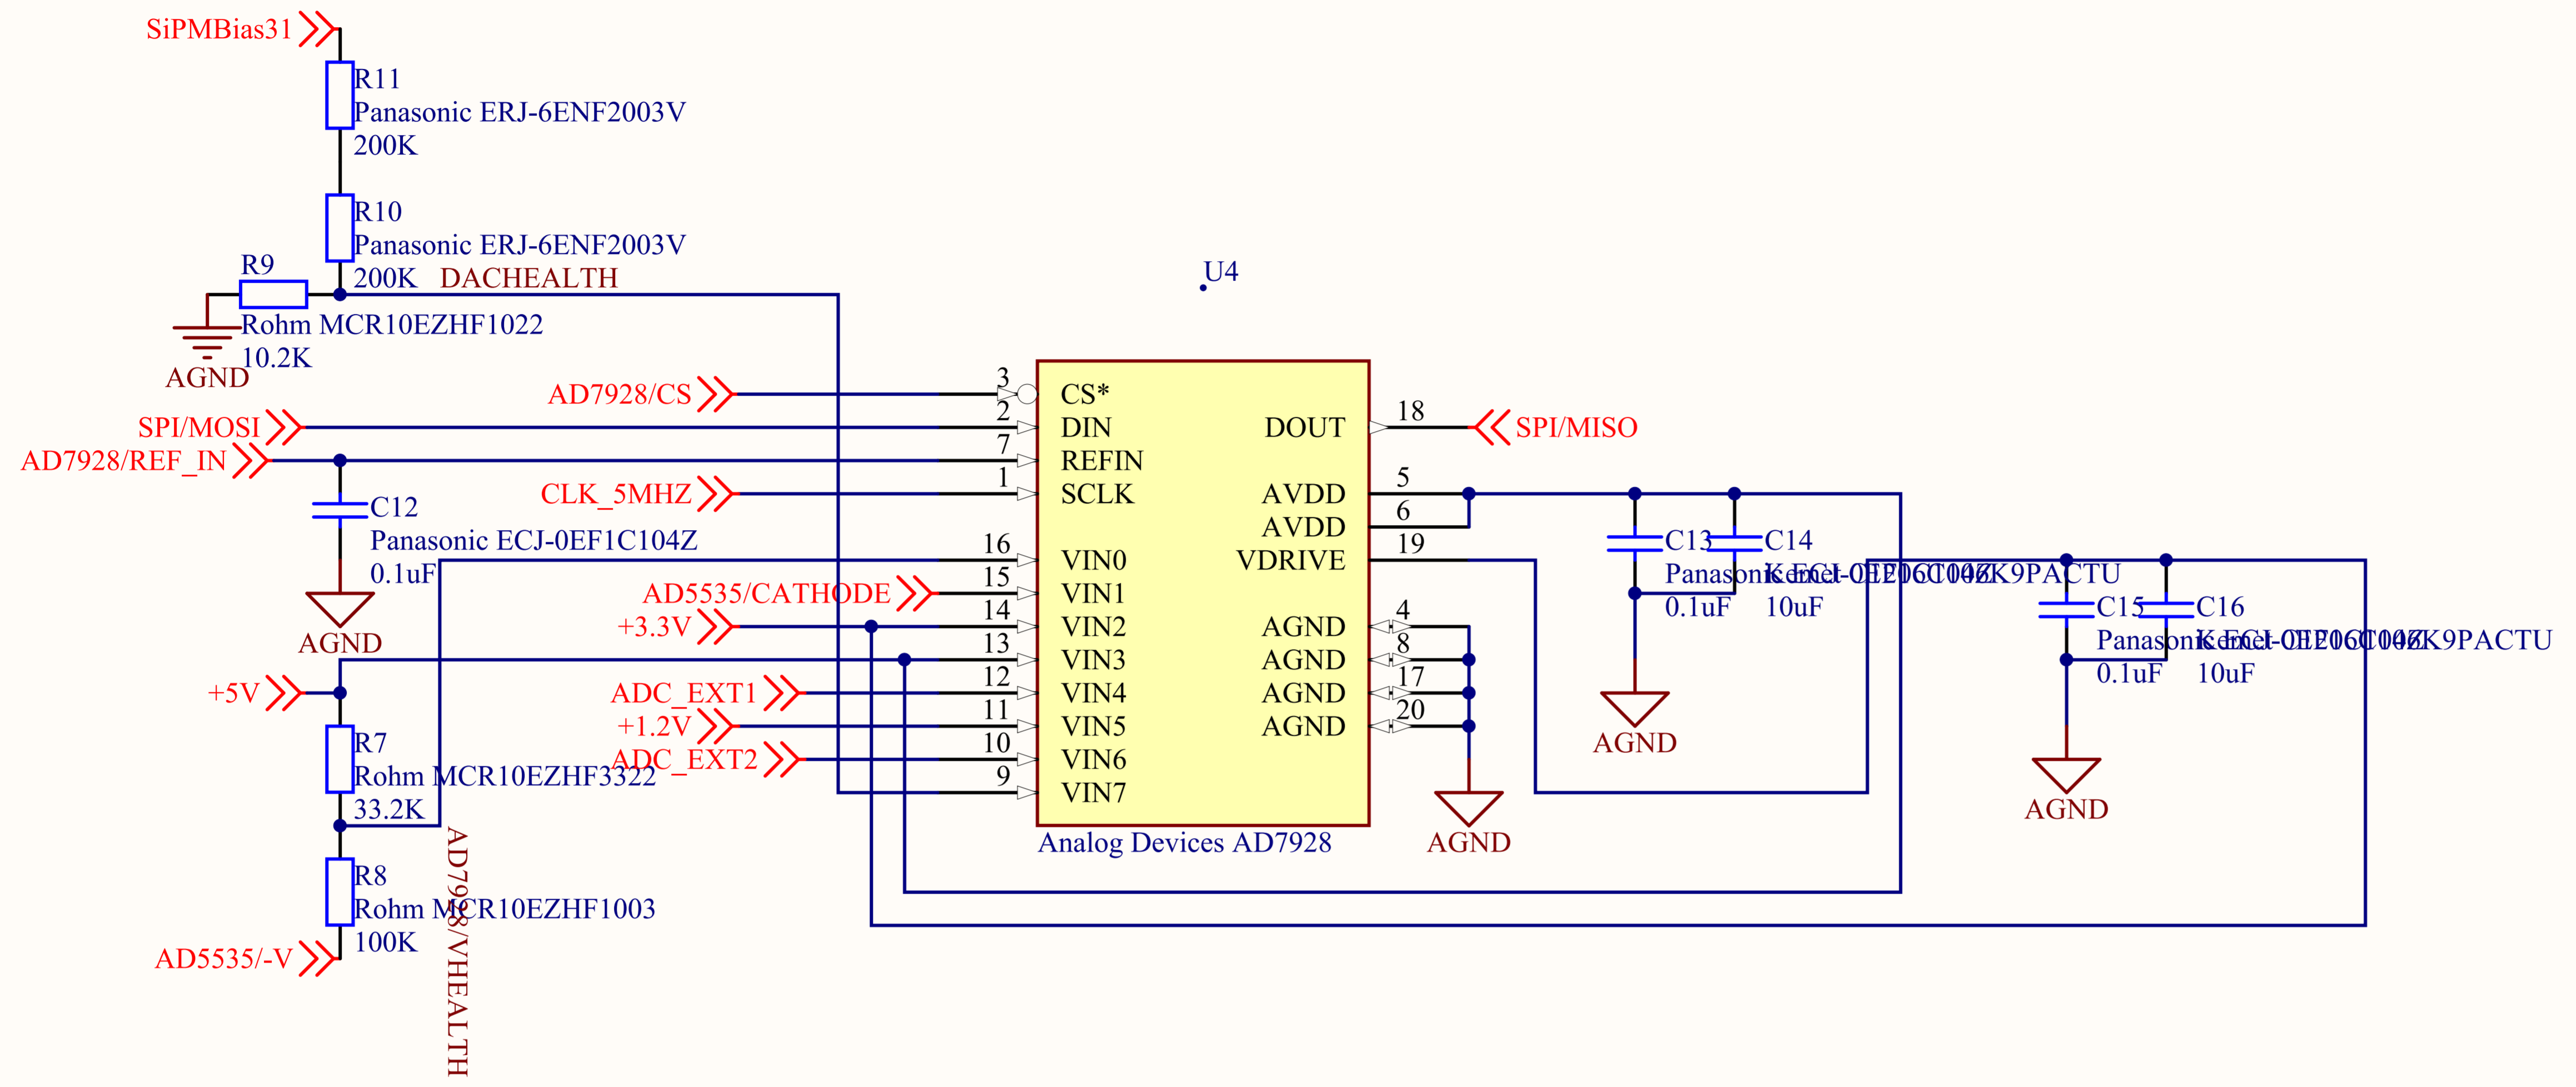 SiPMBias31
R11
Panasonic ERJ-6ENF2003V
200K
R10
Panasonic ERJ-6ENF2003V
200K
DACHEALTH
R9
Rohm MCR10EZHF1022
10.2K
AGND
U4
AD7928/CS
3
CS*
SPI/MOSI
2
DIN
AD7928/REF_IN
7
REFIN
CLK_5MHZ
1
SCLK
C12
Panasonic ECJ-0EF1C104Z
0.1uF
AGND
16
VIN0
AD5535/CATHODE
15
VIN1
+3.3V
14
VIN2
13
VIN3
+5V
ADC_EXT1
12
VIN4
+1.2V
11
VIN5
ADC_EXT2
10
VIN6
9
VIN7
DOUT
18
SPI/MISO
AVDD
5
AVDD
6
VDRIVE
19
AGND
4
AGND
8
AGND
17
AGND
20
AGND
Analog Devices AD7928
R7
Rohm MCR10EZHF3322
33.2K
R8
Rohm MCR10EZHF1003
100K
AD5535/-V
AD7928/VHEALTH
C13
0.1uF
C14
10uF
AGND
C15
0.1uF
C16
10uF
AGND